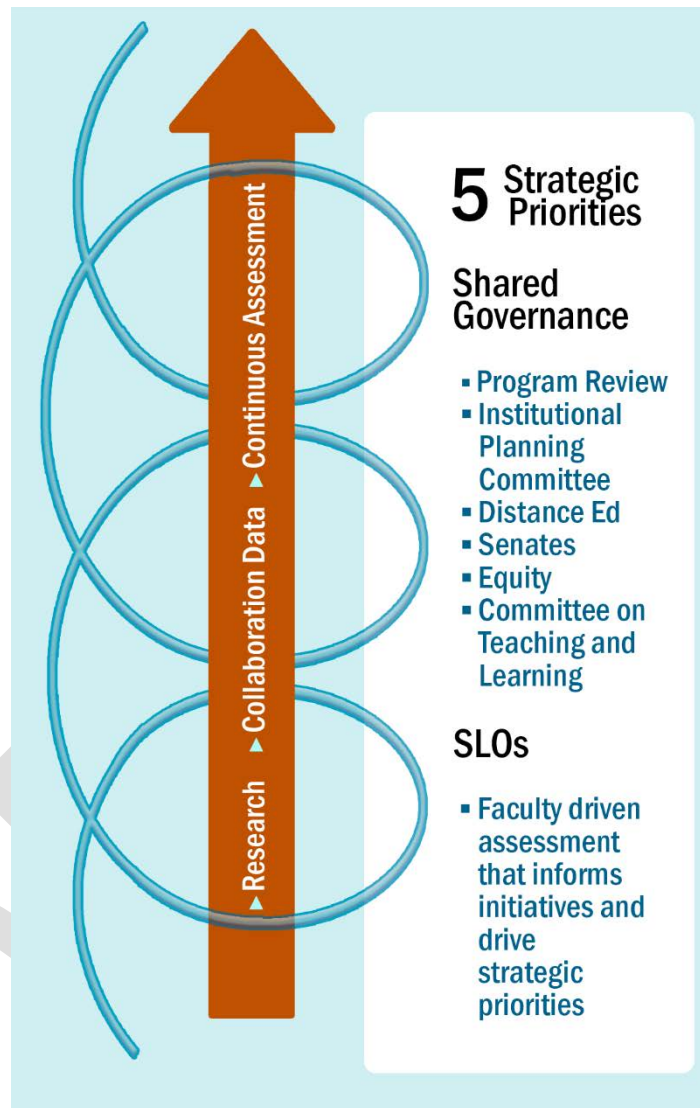 5 Strategic
Priorities
Shared
Governance
▪ Program Review
▪ Institutional
Planning
Committee
▪ Distance Ed
▪ Senates
▪ Equity
▪ Committee on
Teaching and
Learning
SLOs
▪ Faculty driven
assessment
that informs
initiatives and
drive
strategic
priorities
▸Research ▸Collaboration Data ▸Continuous Assessment